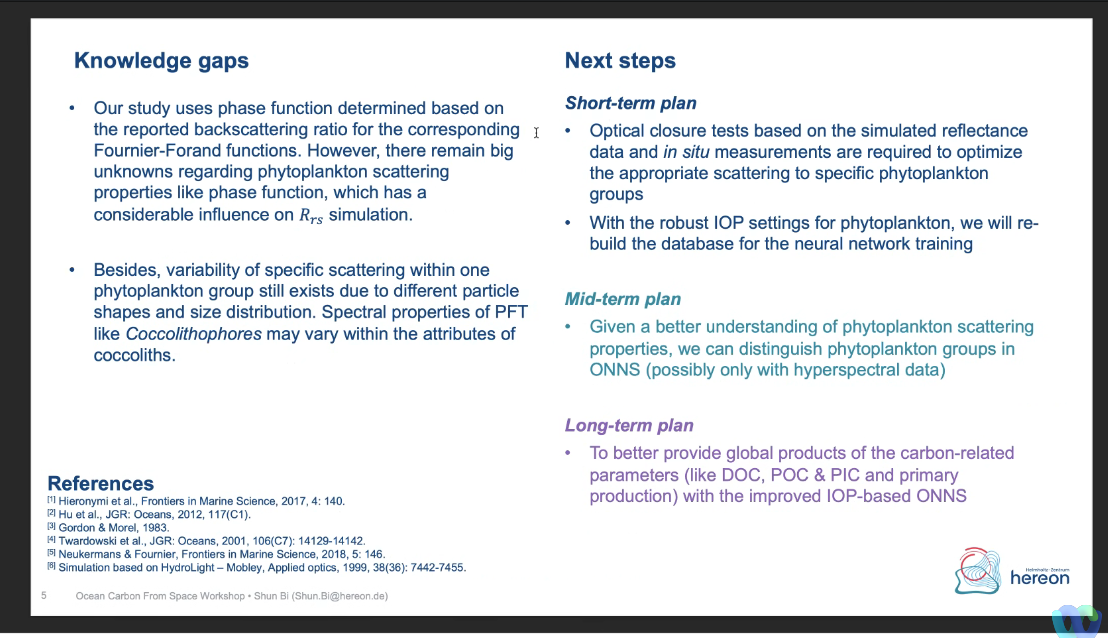 Knowledge gaps
• Our study uses phase function determined based on
the reported backscattering ratio for the corresponding
Fournier-Forand functions. However, there remain big
unknowns regarding phytoplankton scattering
properties like phase function, which has a
considerable influence on Rrs simulation.
• Besides, variability of specific scattering within one
phytoplankton group still exists due to different particle
shapes and size distribution. Spectral properties of PFT
like Coccolithophores may vary within the attributes of
coccoliths.
References
[1] Hieronymi et al., Frontiers in Marine Science, 2017, 4: 140.
[2] Hu et al., JGR: Oceans, 2012, 117(C1).
[3] Gordon & Morel, 1983.
[4] Twardowski et al., JGR: Oceans, 2001, 106(C7): 14129-14142.
[5] Neukermans & Fournier, Frontiers in Marine Science, 2018, 5: 146.
[6] Simulation based on HydroLight – Mobley, Applied optics, 1999, 38(36): 7442-7455.
Next steps
Short-term plan
• Optical closure tests based on the simulated reflectance
data and in situ measurements are required to optimize
the appropriate scattering to specific phytoplankton
groups
• With the robust IOP settings for phytoplankton, we will re-
build the database for the neural network training
Mid-term plan
• Given a better understanding of phytoplankton scattering
properties, we can distinguish phytoplankton groups in
ONNS (possibly only with hyperspectral data)
Long-term plan
• To better provide global products of the carbon-related
parameters (like DOC, POC & PIC and primary
production) with the improved IOP-based ONNS
Helmholtz-Zentrum
hereon
5 Ocean Carbon From Space Workshop • Shun Bi (Shun.Bi@hereon.de)